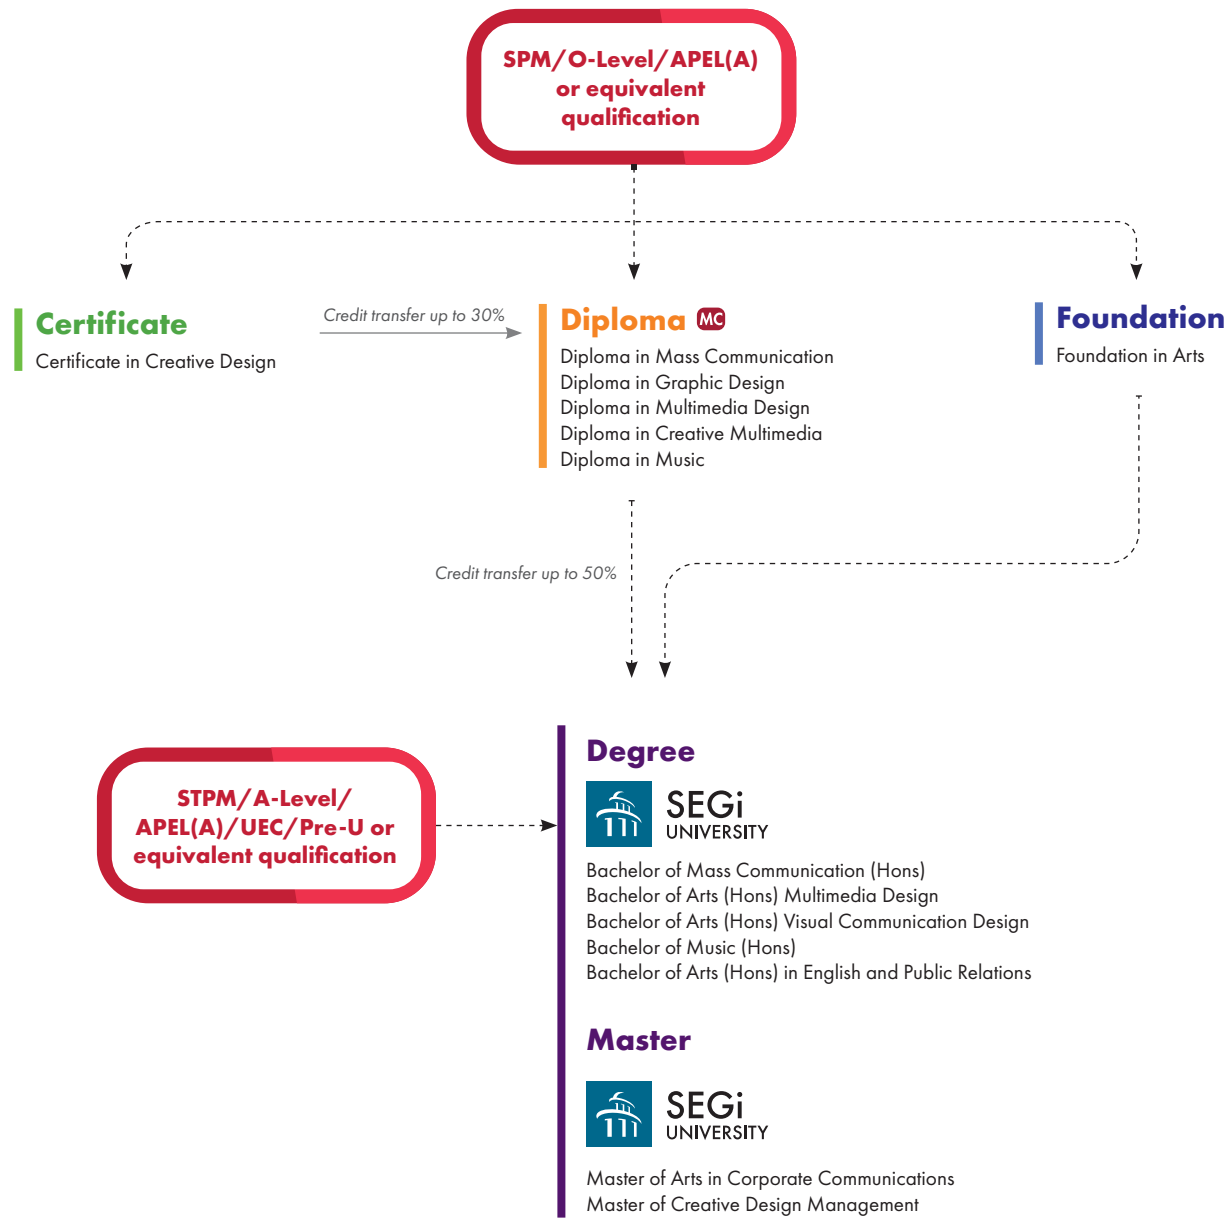 SPM/O-Level/APEL(A)
or equivalent
qualification
Certificate
Certificate in Creative Design
Credit transfer up to 30%
Diploma MC
Diploma in Mass Communication
Diploma in Graphic Design
Diploma in Multimedia Design
Diploma in Creative Multimedia
Diploma in Music
Foundation
Foundation in Arts
Credit transfer up to 50%
STPM/A-Level/
APEL(A)/UEC/Pre-U or
equivalent qualification
Degree
SEGi
UNIVERSITY
Bachelor of Mass Communication (Hons)
Bachelor of Arts (Hons) Multimedia Design
Bachelor of Arts (Hons) Visual Communication Design
Bachelor of Music (Hons)
Bachelor of Arts (Hons) in English and Public Relations
Master
SEGi
UNIVERSITY
Master of Arts in Corporate Communications
Master of Creative Design Management